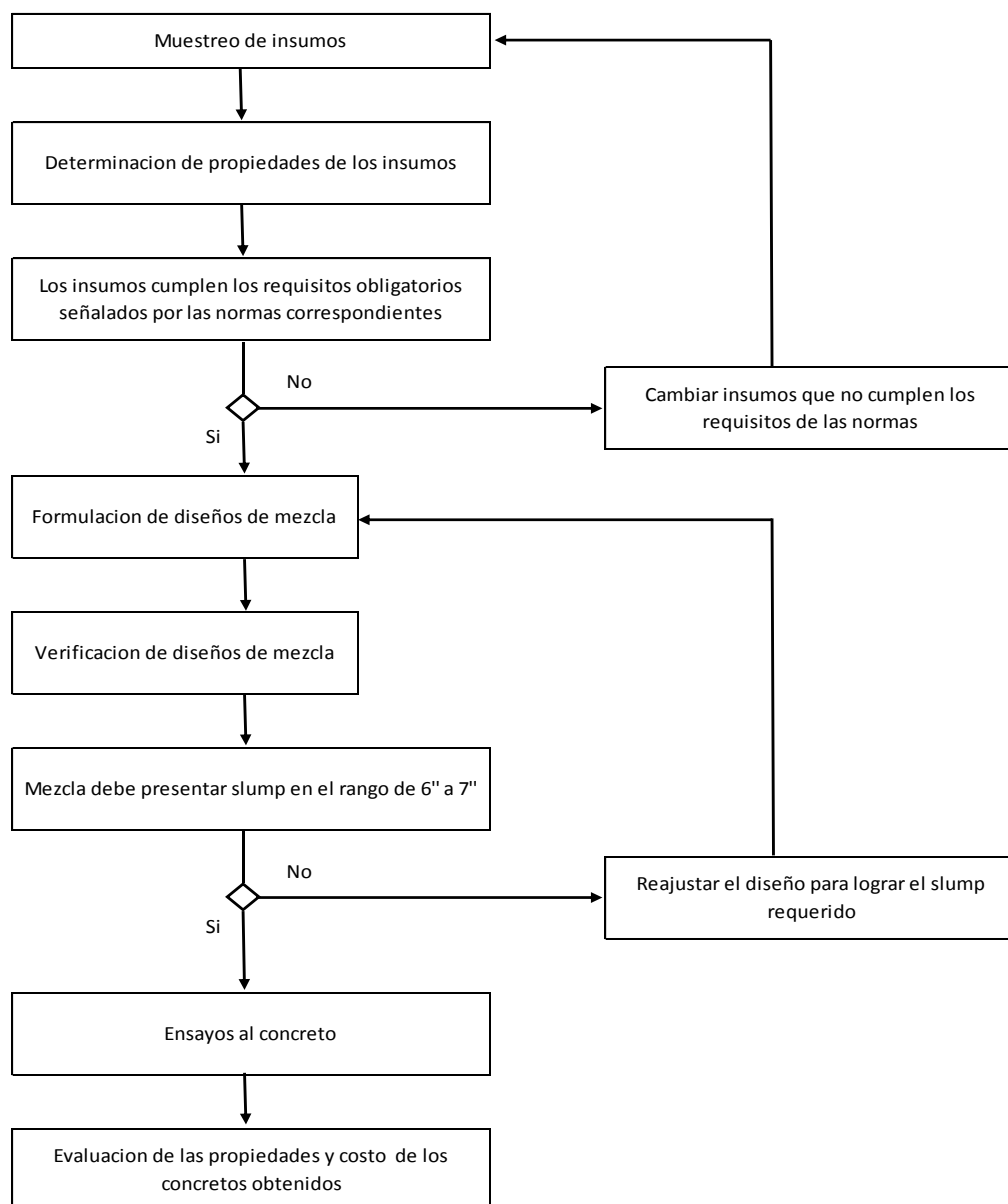 Muestreo de insumos
Determinacion de propiedades de los insumos
Los insumos cumplen los requisitos obligatorios
señalados por las normas correspondientes
No
Cambiar insumos que no cumplen los
requisitos de las normas
Si
Formulacion de diseños de mezcla
Verificacion de diseños de mezcla
Mezcla debe presentar slump en el rango de 6" a 7"
No
Reajustar el diseño para lograr el slump
requerido
Si
Ensayos al concreto
Evaluacion de las propiedades y costo  de los
concretos obtenidos